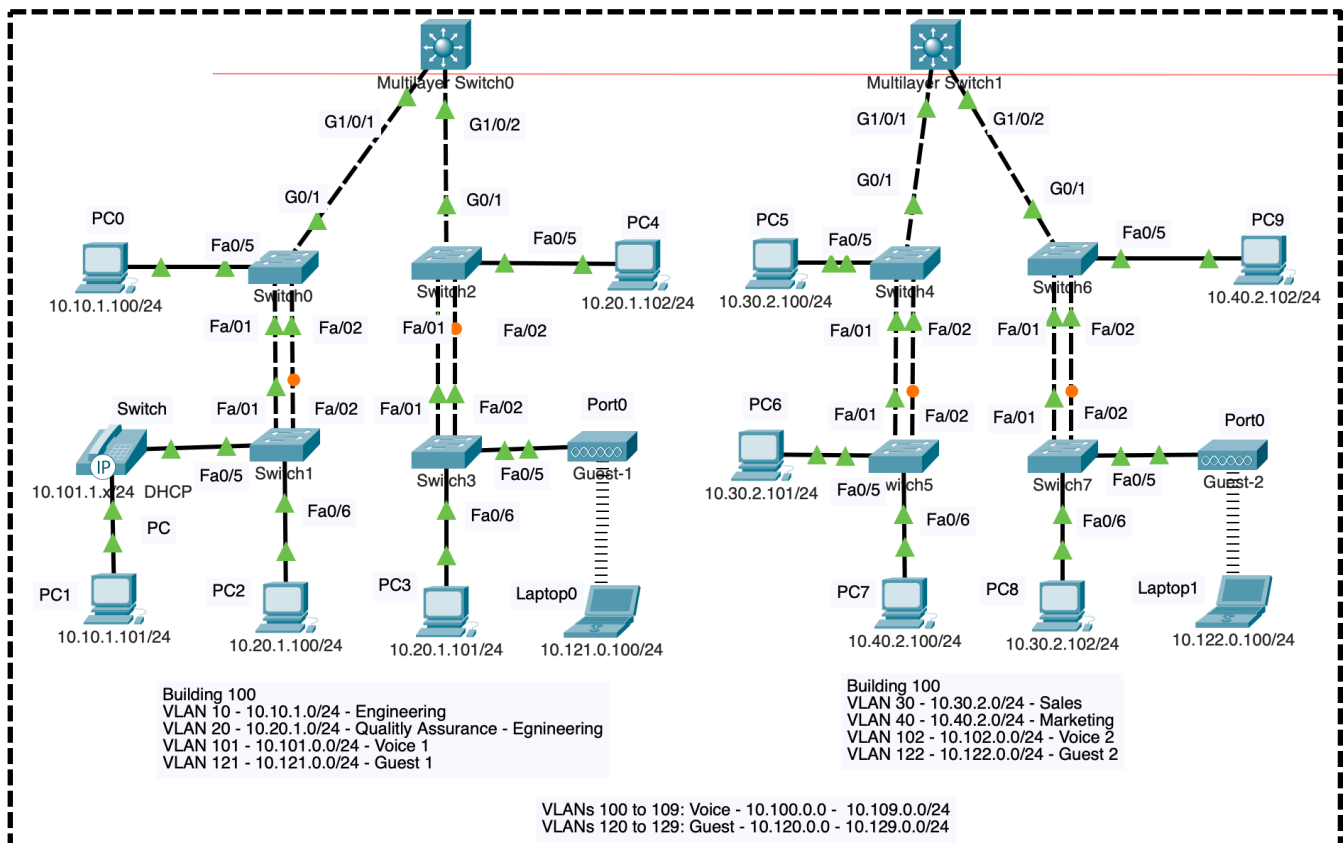 Multilayer Switch0
Multilayer Switch1
G1/0/1
G1/0/2
G1/0/1
G1/0/2
G0/1
G0/1
G0/1
G0/1
PC0
PC4
PC5
PC9
Fa0/5
Fa0/5
Fa0/5
Fa0/5
10.10.1.100/24
Switch0
Switch2
10.20.1.102/24
10.30.2.100/24
Switch4
Switch6
10.40.2.102/24
Fa/01
Fa/02
Fa/01
Fa/02
Fa/01
Fa/02
Fa/01
Fa/02
Switch
Fa/01
Fa/02
Fa/01
Fa/02
Port0
PC6
Fa/01
Fa/02
Fa/01
Fa/02
Port0
IP
Fa0/5
Switch1
Switch3
Fa0/5
Guest-1
10.30.2.101/24
Fa0/5
witch5
Switch7
Fa0/5
Guest-2
10.101.1.x/24 DHCP
Fa0/6
Fa0/6
Fa0/6
Fa0/6
PC
PC1
PC2
PC3
Laptop0
PC7
PC8
Laptop1
10.10.1.101/24
10.20.1.100/24
10.20.1.101/24
10.121.0.100/24
10.40.2.100/24
10.30.2.102/24
10.122.0.100/24
Building 100
VLAN 10 - 10.10.1.0/24 - Engineering
VLAN 20 - 10.20.1.0/24 - Qualitly Assurance - Egnineering
VLAN 101 - 10.101.0.0/24 - Voice 1
VLAN 121 - 10.121.0.0/24 - Guest 1
Building 100
VLAN 30 - 10.30.2.0/24 - Sales
VLAN 40 - 10.40.2.0/24 - Marketing
VLAN 102 - 10.102.0.0/24 - Voice 2
VLAN 122 - 10.122.0.0/24 - Guest 2
VLANs 100 to 109: Voice - 10.100.0.0 - 10.109.0.0/24
VLANs 120 to 129: Guest - 10.120.0.0 - 10.129.0.0/24